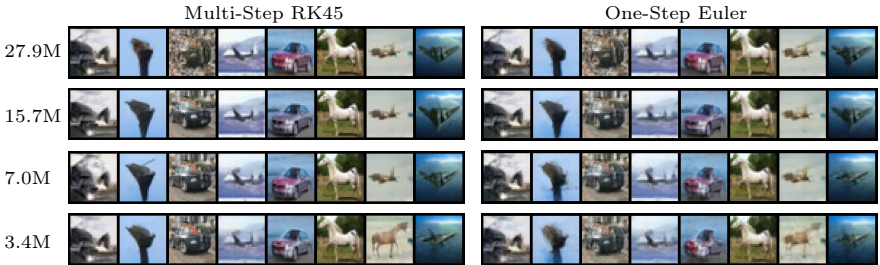 Multi-Step RK45 One-Step Euler
27.9M
15.7M
7.0M
3.4M